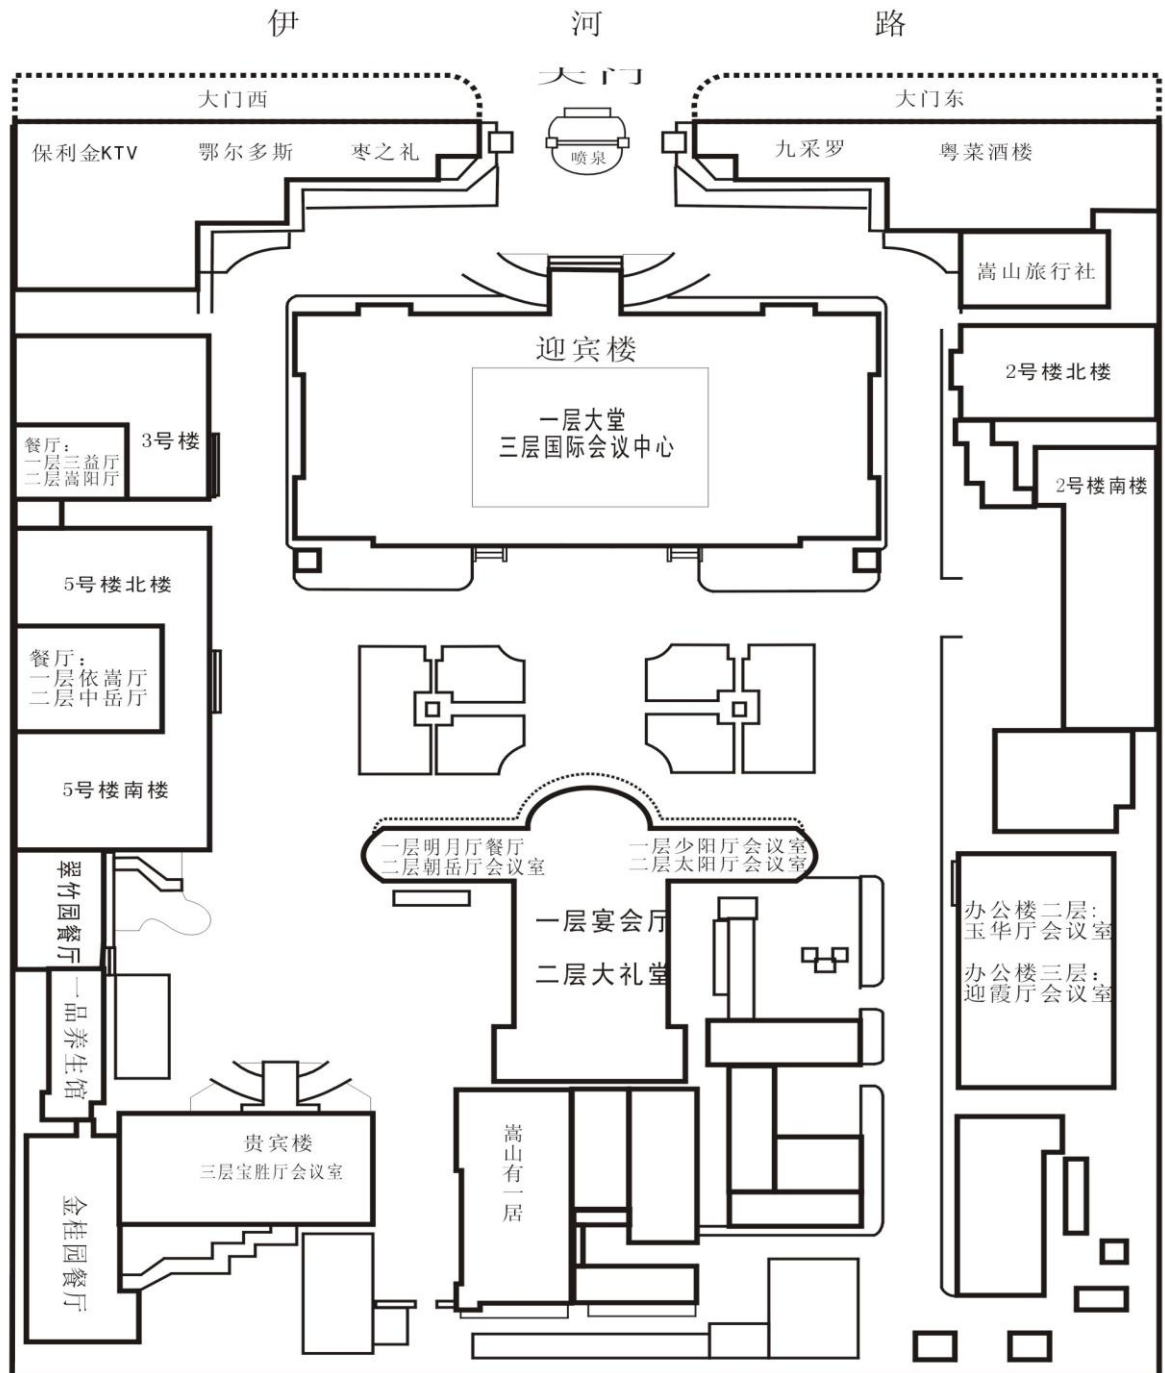 伊 河 路
大门
大门西
大门东
保利金KTV
鄂尔多斯
枣之礼
喷泉
九采罗
粤菜酒楼
嵩山旅行社
迎宾楼
一层大堂
三层国际会议中心
2号楼北楼
3号楼
餐厅：
一层三益厅
二层嵩阳厅
2号楼南楼
5号楼北楼
餐厅：
一层依嵩厅
二层中岳厅
5号楼南楼
一层明月厅餐厅
二层朝岳厅会议室
一层少阳厅会议室
二层太阳厅会议室
翠竹园餐厅
一层宴会厅
二层大礼堂
办公楼二层：
玉华厅会议室
办公楼三层：
迎霞厅会议室
一品养生馆
贵宾楼
三层宝胜厅会议室
嵩山有一居
金桂园餐厅